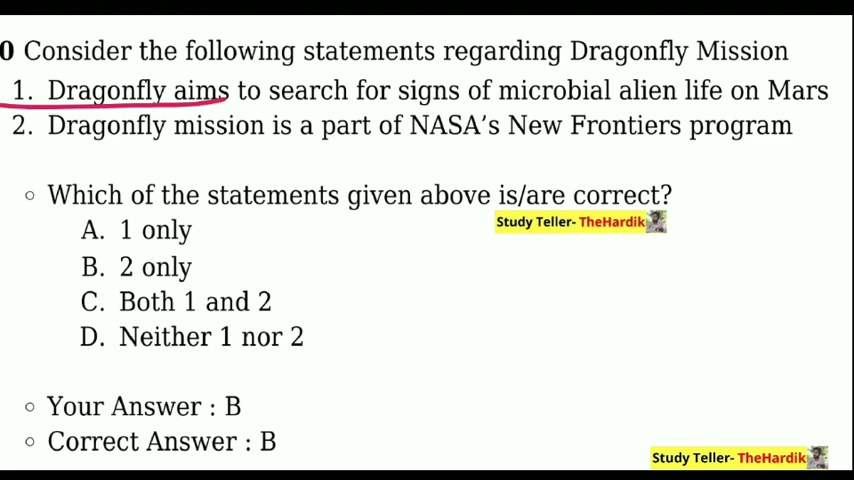 0 Consider the following statements regarding Dragonfly Mission
1. Dragonfly aims to search for signs of microbial alien life on Mars
2. Dragonfly mission is a part of NASA's New Frontiers program
○ Which of the statements given above is/are correct?
Study Teller- TheHardik
A. 1 only
B. 2 only
C. Both 1 and 2
D. Neither 1 nor 2
○ Your Answer : B
○ Correct Answer : B
Study Teller- TheHardik